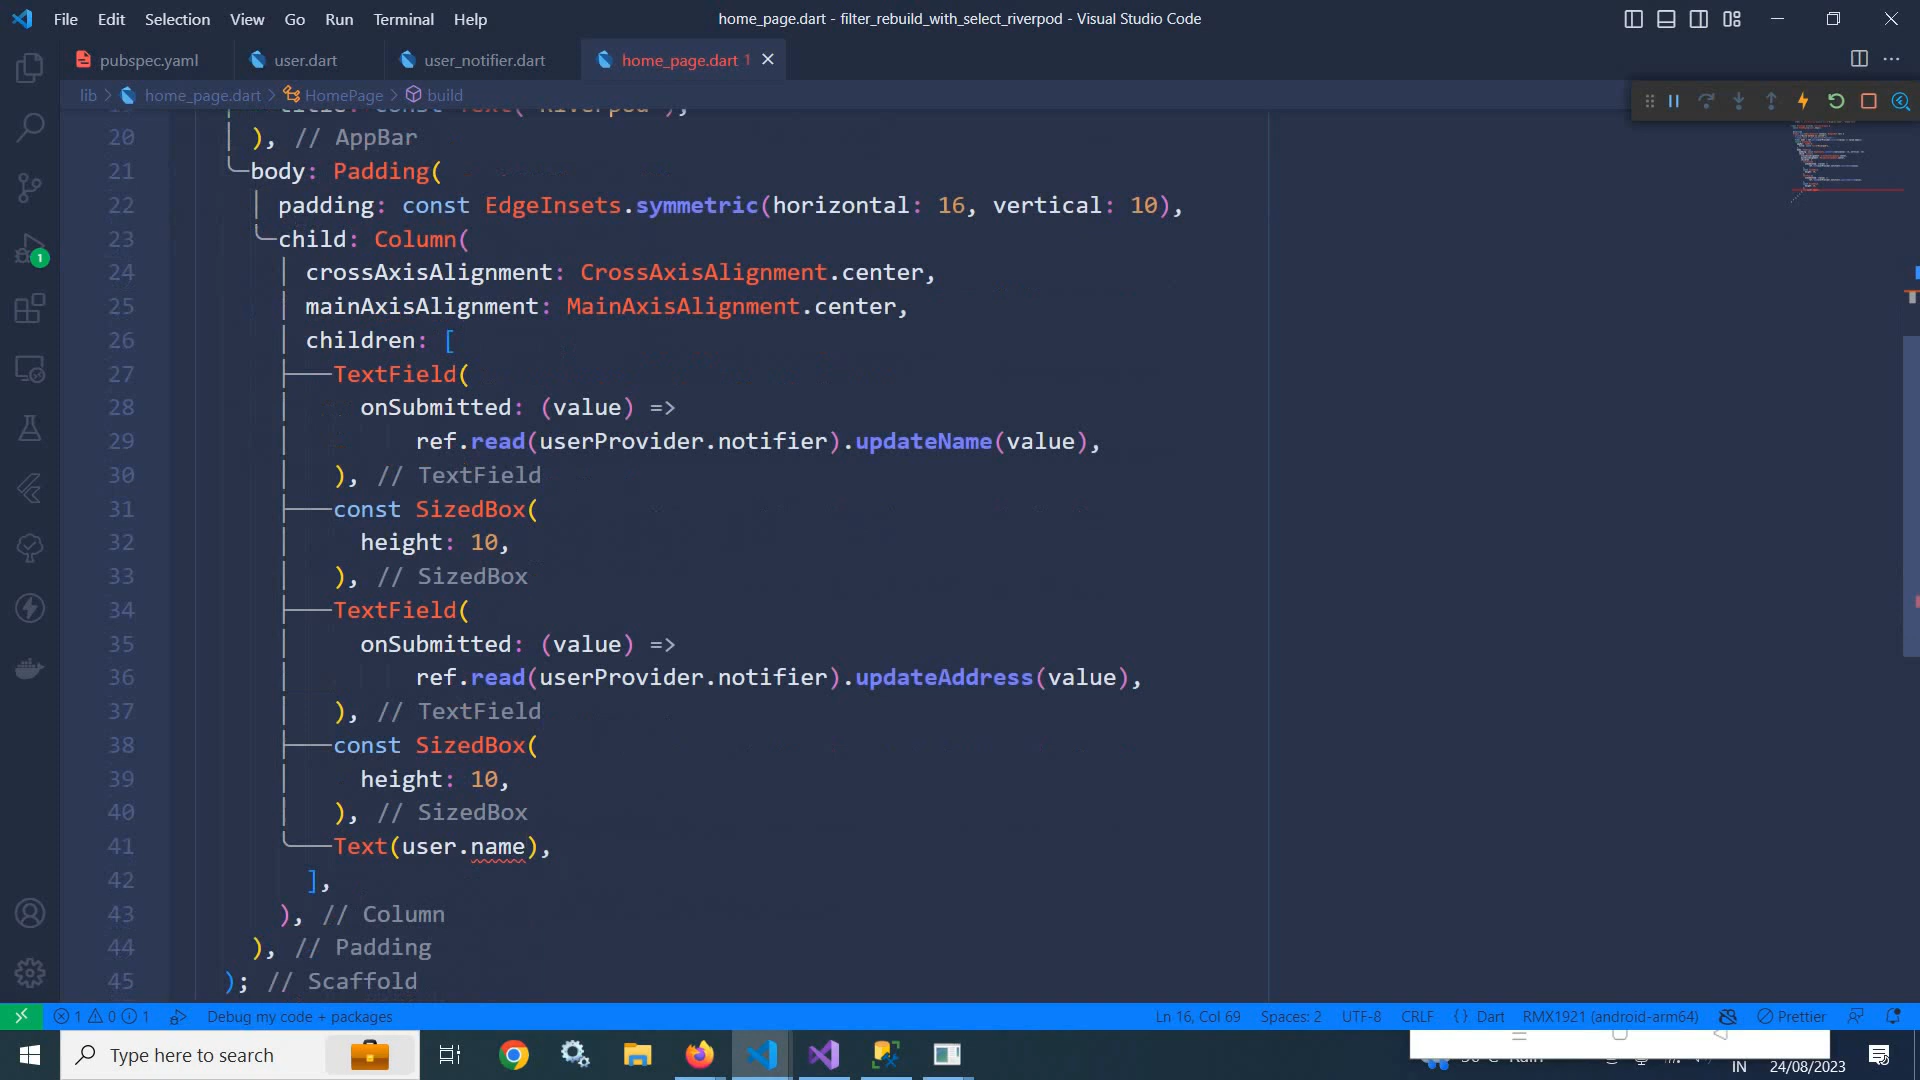 File Edit Selection View Go Run Terminal Help
home_page.dart - filter_rebuild_with_select_riverpod - Visual Studio Code
pubspec.yaml user.dart user_notifier.dart home_page.dart 1
lib > home_page.dart > HomePage > build
20 ), // AppBar
21 body: Padding(
22 padding: const EdgeInsets.symmetric(horizontal: 16, vertical: 10),
23 child: Column(
24 crossAxisAlignment: CrossAxisAlignment.center,
25 mainAxisAlignment: MainAxisAlignment.center,
26 children: [
27 TextField(
28 onSubmitted: (value) =>
29 ref.read(userProvider.notifier).updateName(value),
30 ), // TextField
31 const SizedBox(
32 height: 10,
33 ), // SizedBox
34 TextField(
35 onSubmitted: (value) =>
36 ref.read(userProvider.notifier).updateAddress(value),
37 ), // TextField
38 const SizedBox(
39 height: 10,
40 ), // SizedBox
41 Text(user.name),
42 ],
43 ), // Column
44 ), // Padding
45 ); // Scaffold
1
1 0 1 Debug my code + packages Ln 16, Col 69 Spaces: 2 UTF-8 CRLF {} Dart RMX1921 (android-arm64) Prettier
Type here to search
IN 24/08/2023